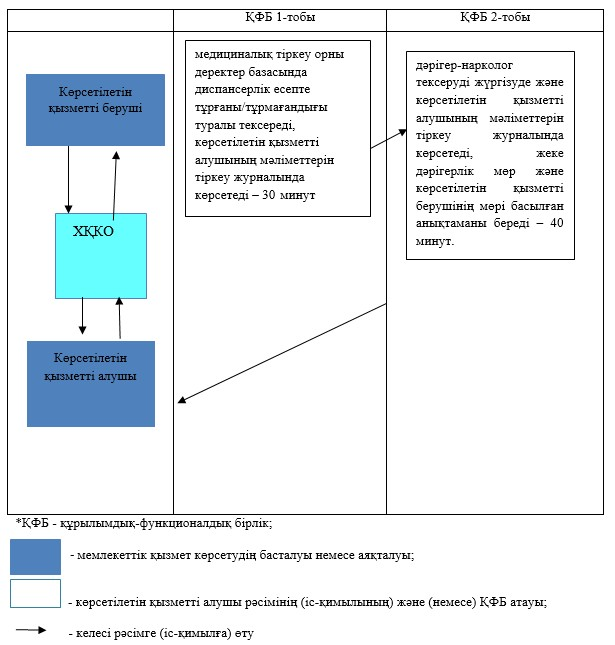 ҚФБ 1-тобы
ҚФБ 2-тобы
Көрсетілетін
қызметті беруші
ХҚКО
Көрсетілетін
қызметті алушы
медициналық тіркеу орны
деректер базасында
диспансерлік есепте
тұрғаны/тұрмағандығы
туралы тексереді,
көрсетілетін қызметті
алушының мәліметтерін
тіркеу журналында
көрсетеді – 30 минут
дәрігер-нарколог
тексеруді жүргізуде және
көрсетілетін қызметті
алушының мәліметтерін
тіркеу журналында
көрсетеді, жеке
дәрігерлік мөр және
көрсетілетін қызметті
берушінің мөрі басылған
анықтаманы береді – 40
минут.
*ҚФБ - құрылымдық-функционалдық бірлік;
- мемлекеттік қызмет көрсетудің басталуы немесе аяқталуы;
- көрсетілетін қызметті алушы рәсімінің (іс-қимылының) және (немесе) ҚФБ атауы;
- келесі рәсімге (іс-қимылға) өту